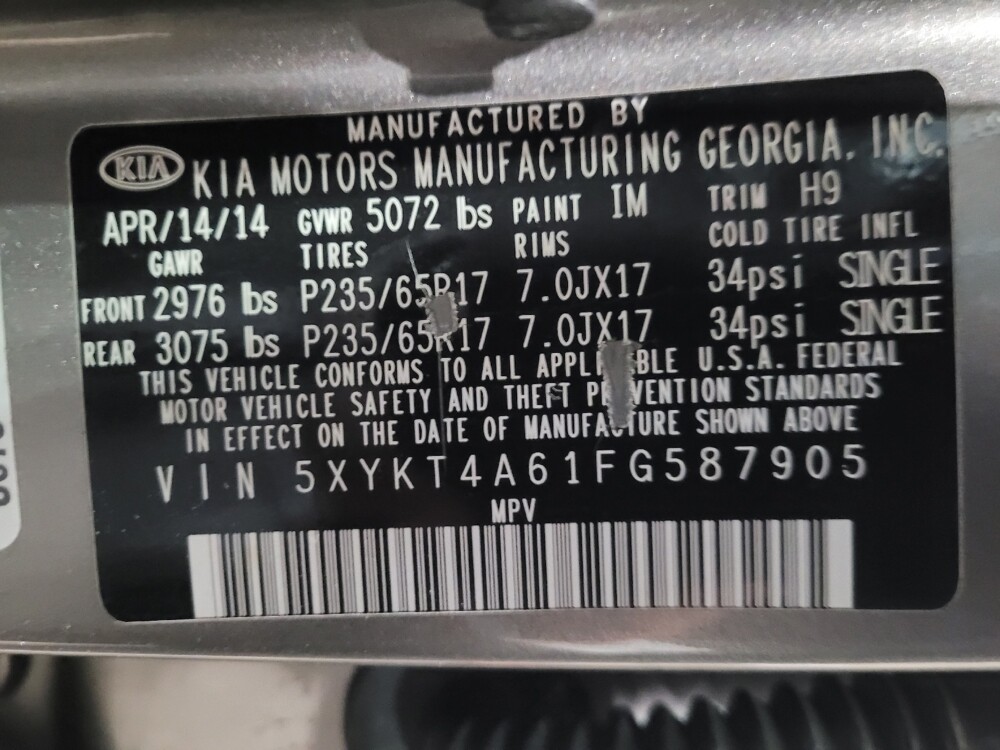 MANUFACTURED BY
KIA KIA MOTORS MANUFACTURING GEORGIA. INC.
APR/14/14 GVWR 5072 lbs PAINT IM TRIM H9
GAWR TIRES RIMS COLD TIRE INFL
FRONT 2976 lbs P235/65R17 7.0JX17 34psi SINGLE
REAR 3075 lbs P235/65R17 7.0JX17 34psi SINGLE
THIS VEHICLE CONFORMS TO ALL U.S.A. FEDERAL
MOTOR VEHICLE SAFETY AND THEFT STANDARDS
IN EFFECT ON THE DATE OF MANUFACTURE SHOWN ABOVE
VIN 5XYKT4A61FG587905
MPV